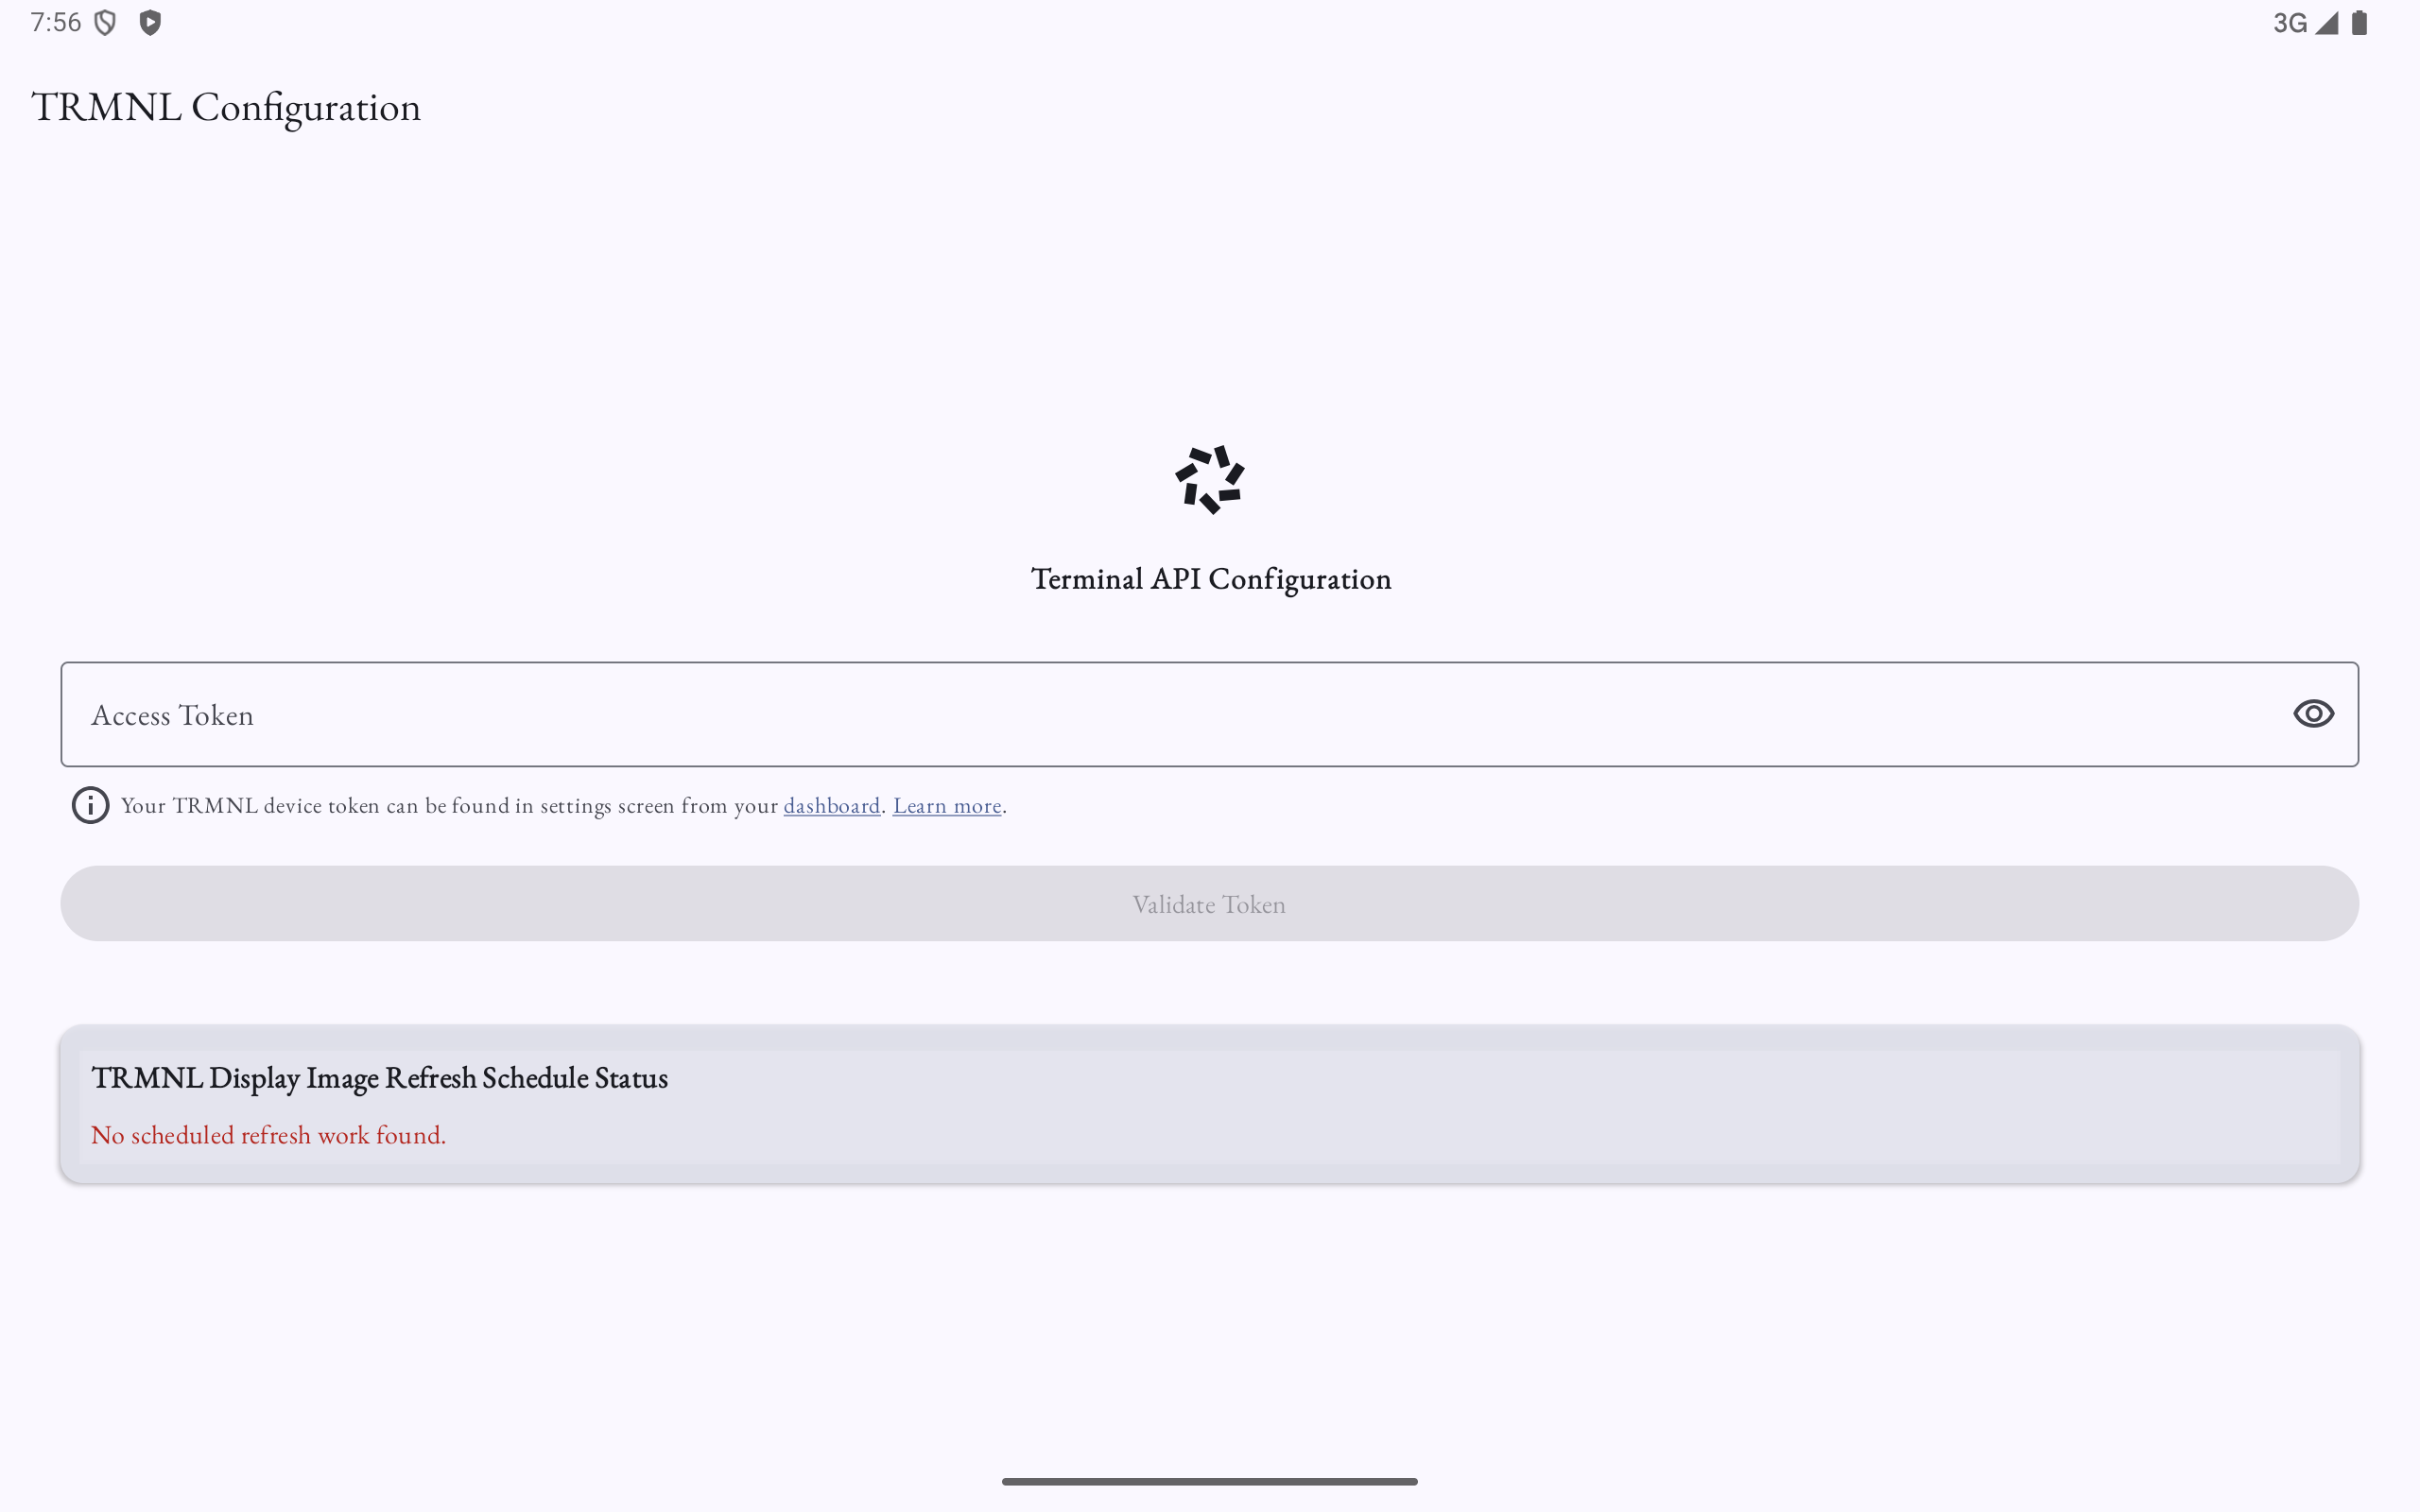 7:56
3G
TRMNL Configuration
Terminal API Configuration
Access Token
Your TRMNL device token can be found in settings screen from your dashboard. Learn more.
Validate Token
TRMNL Display Image Refresh Schedule Status
No scheduled refresh work found.